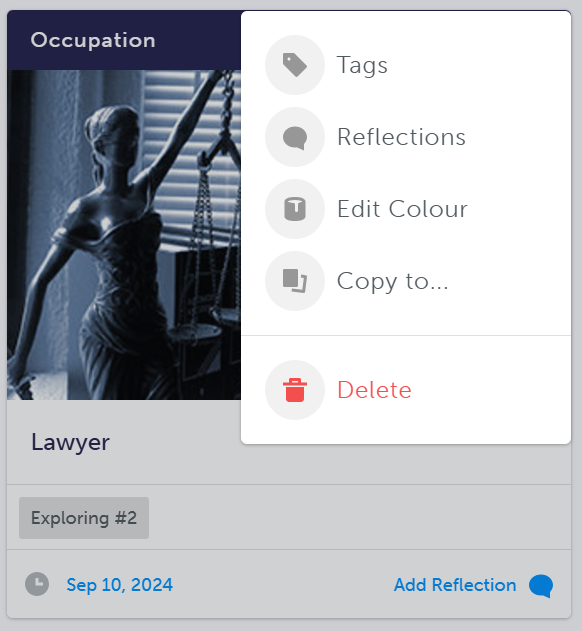 Occupation
Tags
Reflections
Edit Colour
Copy to...
Delete
Lawyer
Exploring #2
Sep 10, 2024
Add Reflection